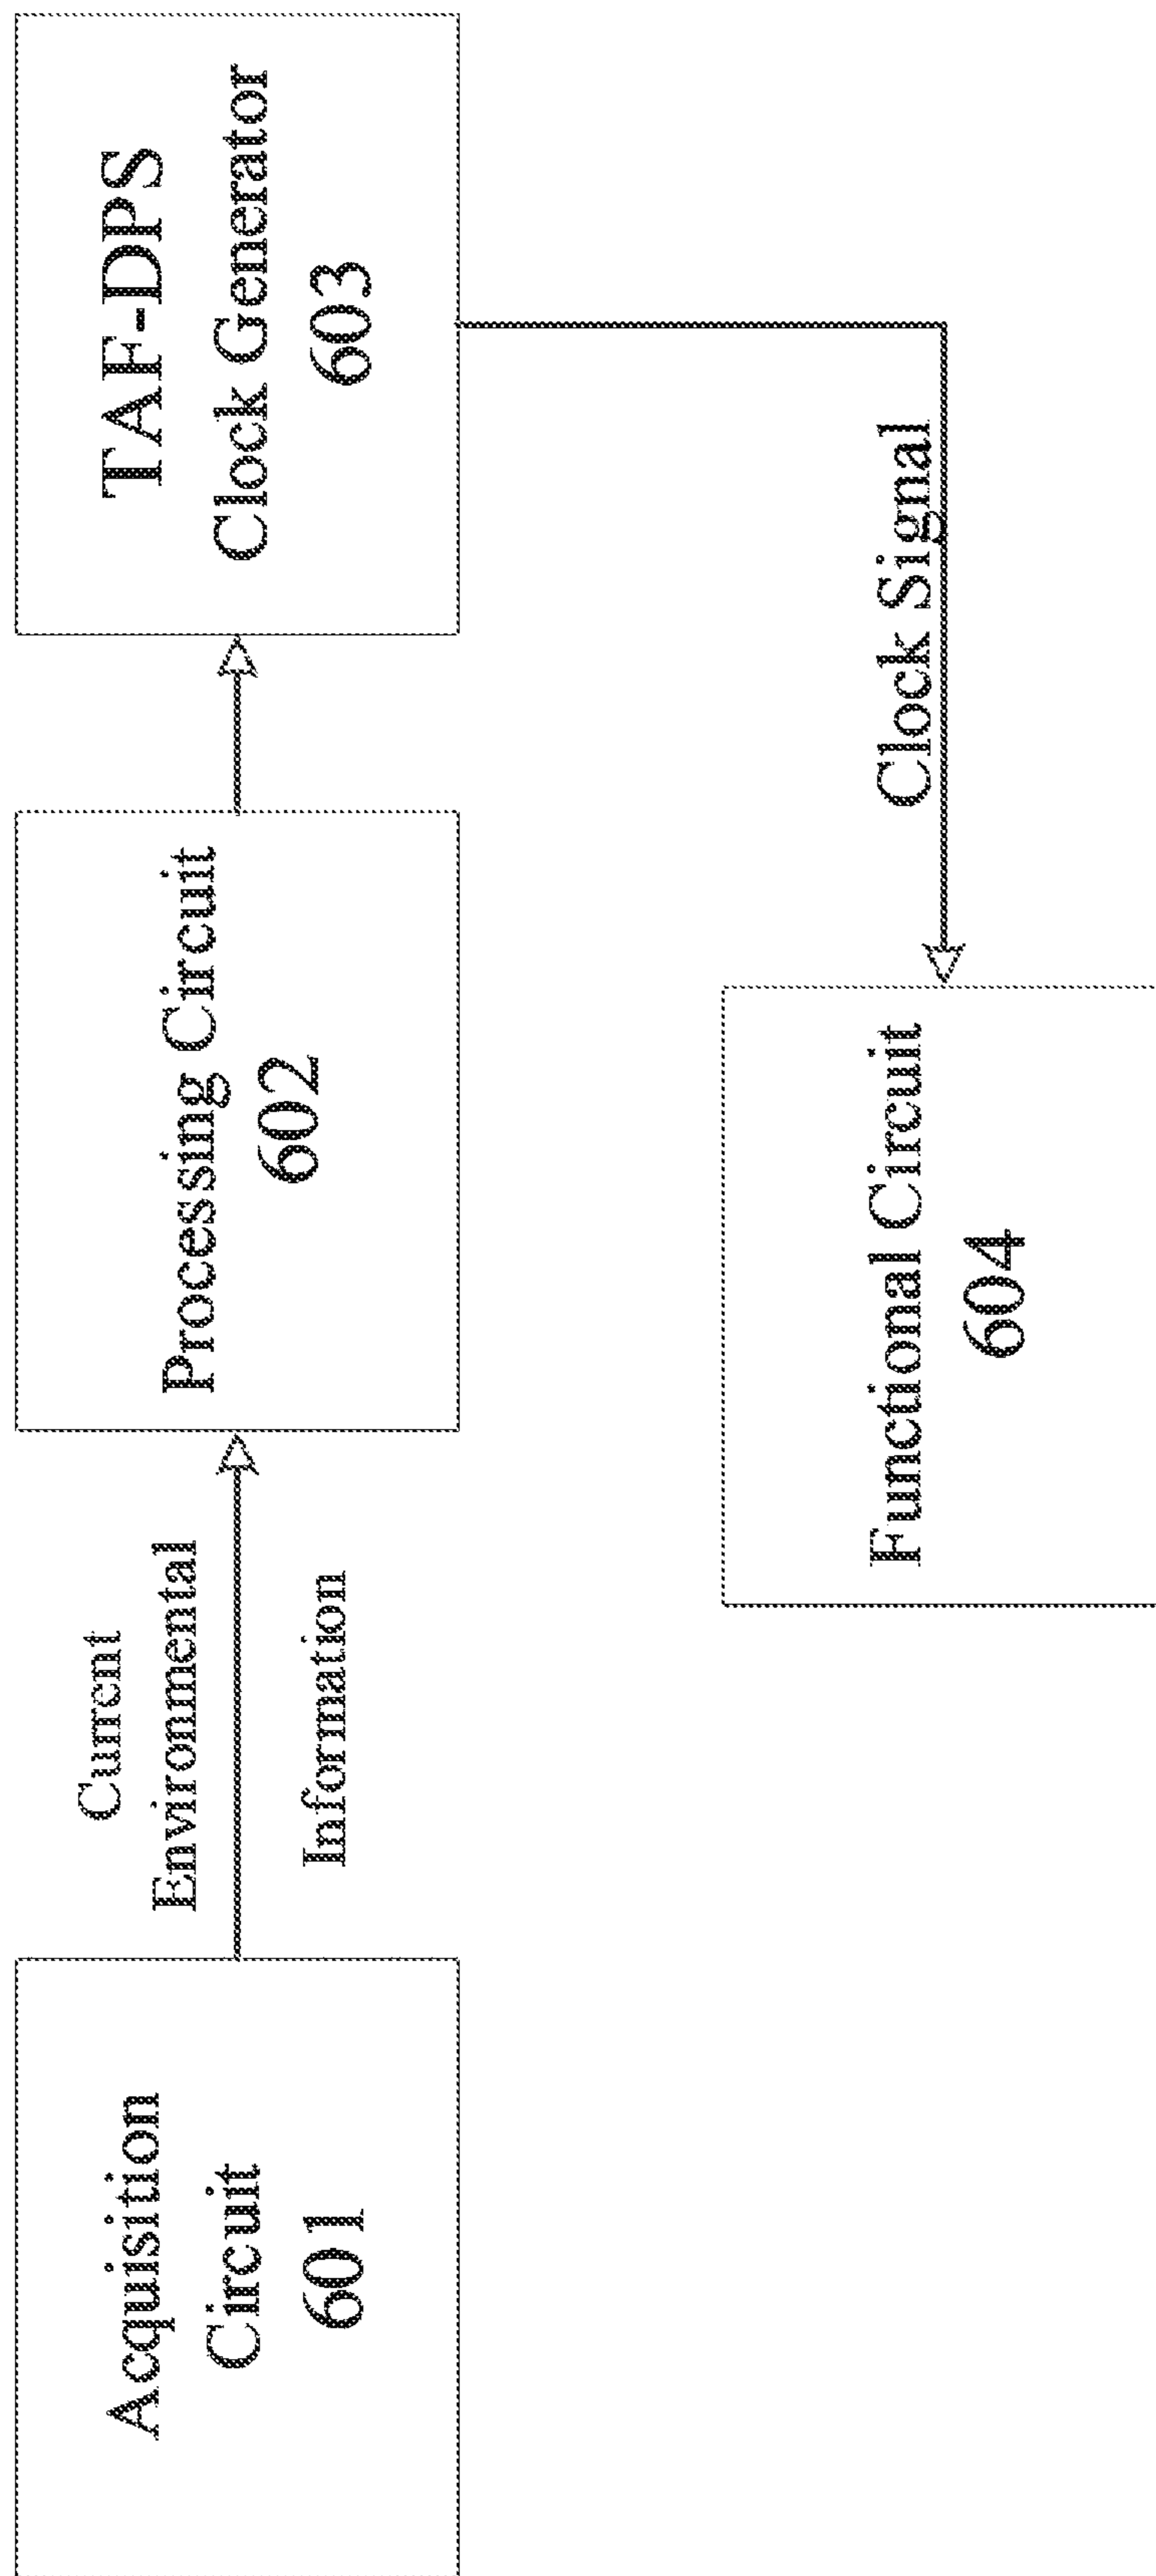 Acquisition
Circuit
601
Current
Environmental
Information
Processing Circuit
602
TAF-DPS
Clock Generator
603
Clock Signal
Functional Circuit
604